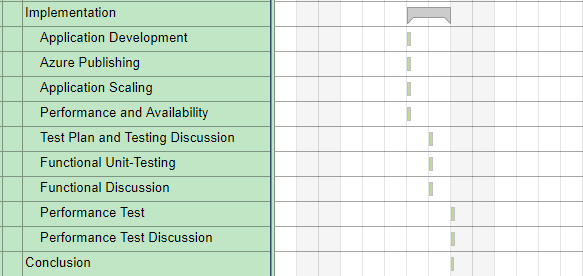 Implementation
Application Development
Azure Publishing
Application Scaling
Performance and Availability
Test Plan and Testing Discussion
Functional Unit-Testing
Functional Discussion
Performance Test
Performance Test Discussion
Conclusion